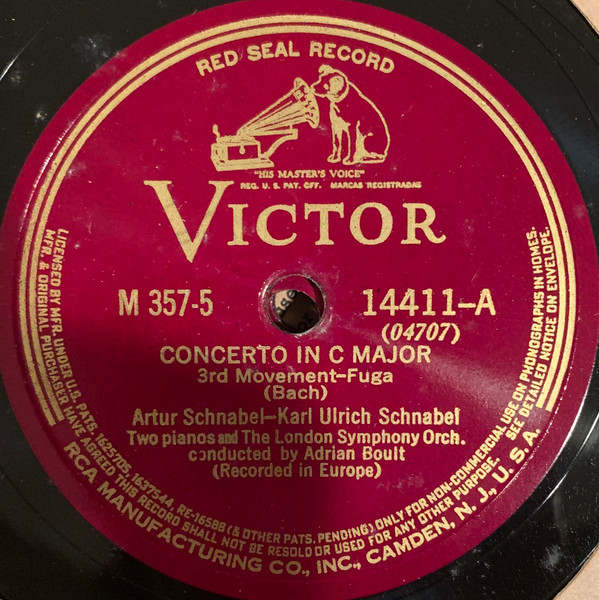 RED SEAL RECORD
"HIS MASTER'S VOICE"
REG. U. S. PAT. OFF. MARCAS REGISTRADAS
VICTOR
M 357-5
14411-A
(04707)
CONCERTO IN C MAJOR
3rd Movement-Fuga
(Bach)
Artur Schnabel-Karl Ulrich Schnabel
Two pianos and The London Symphony Orch.
conducted by Adrian Boult
(Recorded in Europe)
LICENSED BY MFR. UNDER U.S. PATS. 1625705, 1637544, RE-16588 (& OTHER PATS. PENDING) ONLY FOR NON-COMMERCIAL USE ON PHONOGRAPHS IN HOMES.
MFR. & ORIGINAL PURCHASER HAVE AGREED THIS RECORD SHALL NOT BE RESOLD OR USED FOR ANY OTHER PURPOSE. SEE DETAILED NOTICE ON ENVELOPE.
RCA MANUFACTURING CO., INC., CAMDEN, N. J., U. S. A.